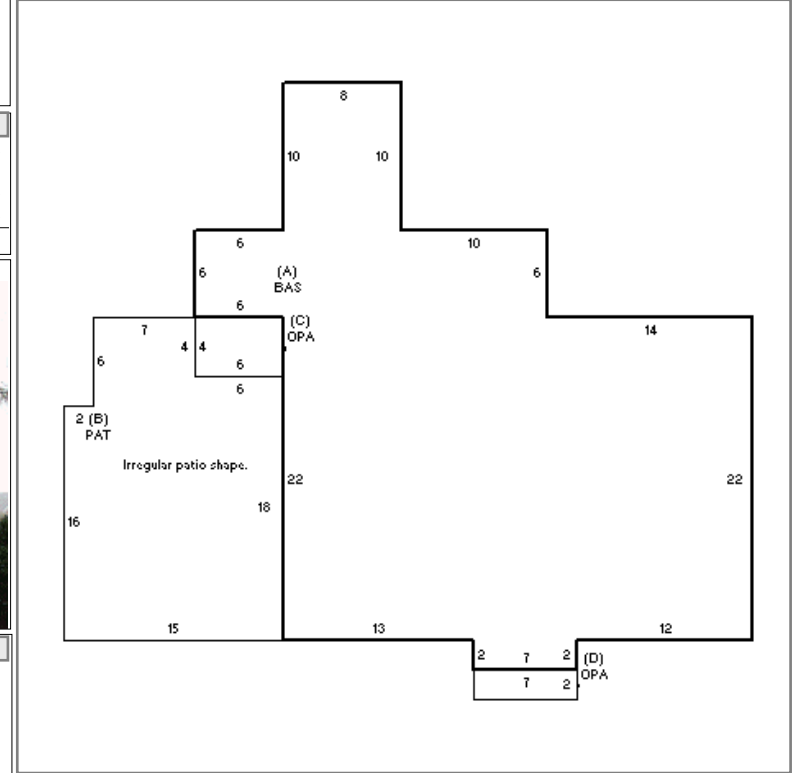 8
10 10
6 10
6 (A) 6
BAS
6
(C)
7 4 4 OPA 14
6 6
6
2 (B)
PAT
Irregular patio shape.
22 22
18
16
15 13 12
2 7 2 (D)
OPA
7 2